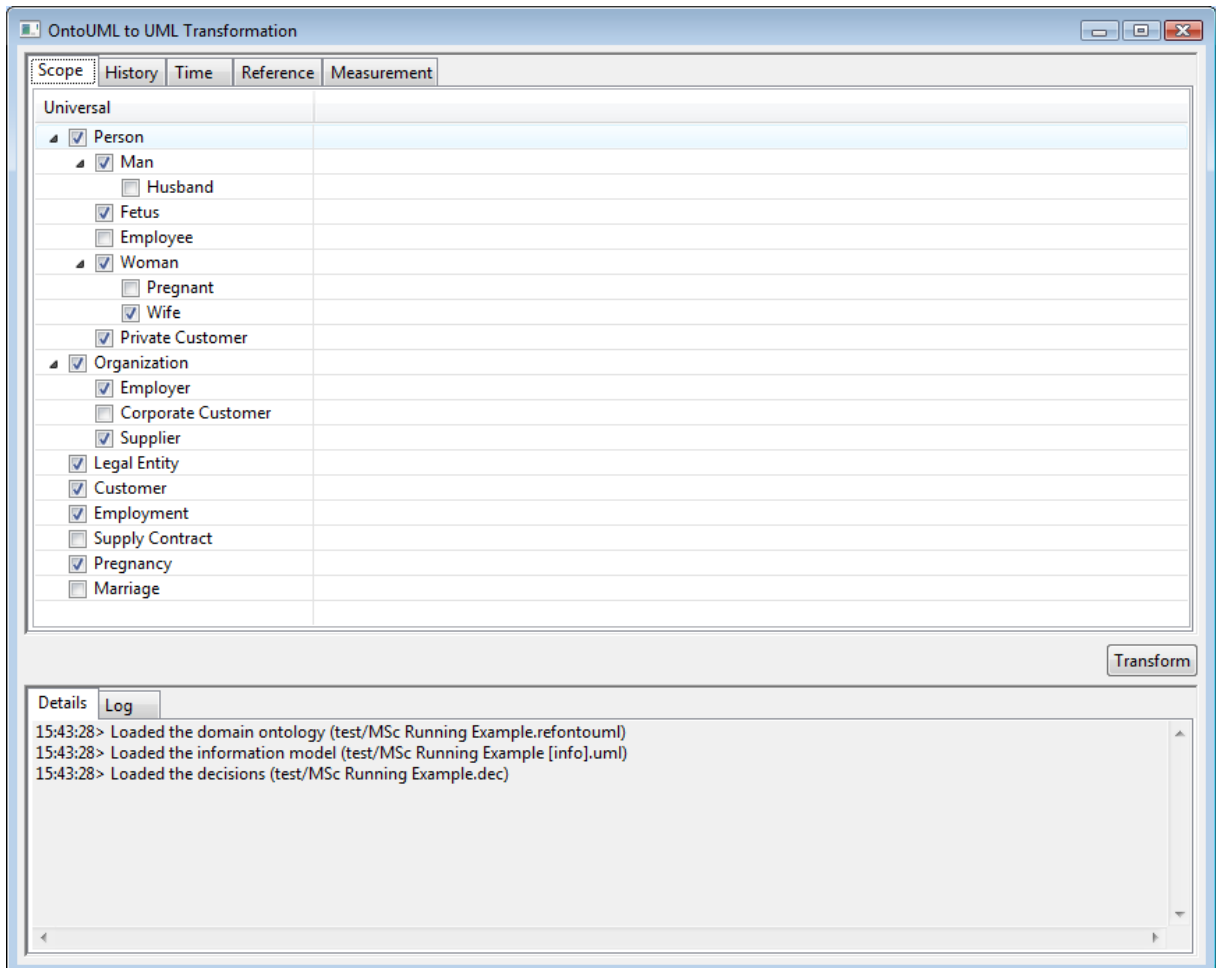 OntoUML to UML Transformation
Scope History Time Reference Measurement
Universal
Person
Man
Husband
Fetus
Employee
Woman
Pregnant
Wife
Private Customer
Organization
Employer
Corporate Customer
Supplier
Legal Entity
Customer
Employment
Supply Contract
Pregnancy
Marriage
Transform
Details Log
15:43:28> Loaded the domain ontology (test/MSc Running Example.refontouml)
15:43:28> Loaded the information model (test/MSc Running Example [info].uml)
15:43:28> Loaded the decisions (test/MSc Running Example.dec)